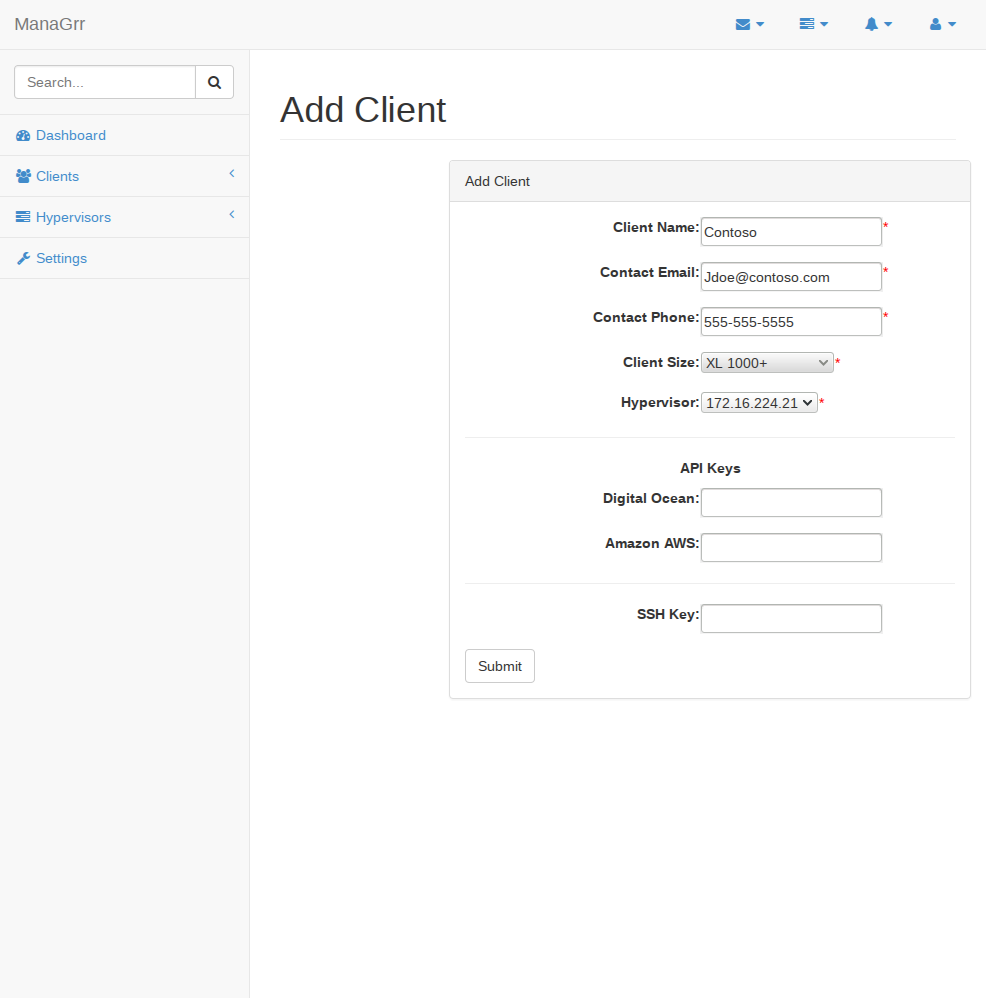 ManaGrr
Search...
Dashboard
Clients
Hypervisors
Settings
Add Client
Add Client
Client Name: Contoso *
Contact Email: Jdoe@contoso.com *
Contact Phone: 555-555-5555 *
Client Size: XL 1000+ *
Hypervisor: 172.16.224.21 *
API Keys
Digital Ocean:
Amazon AWS:
SSH Key:
Submit